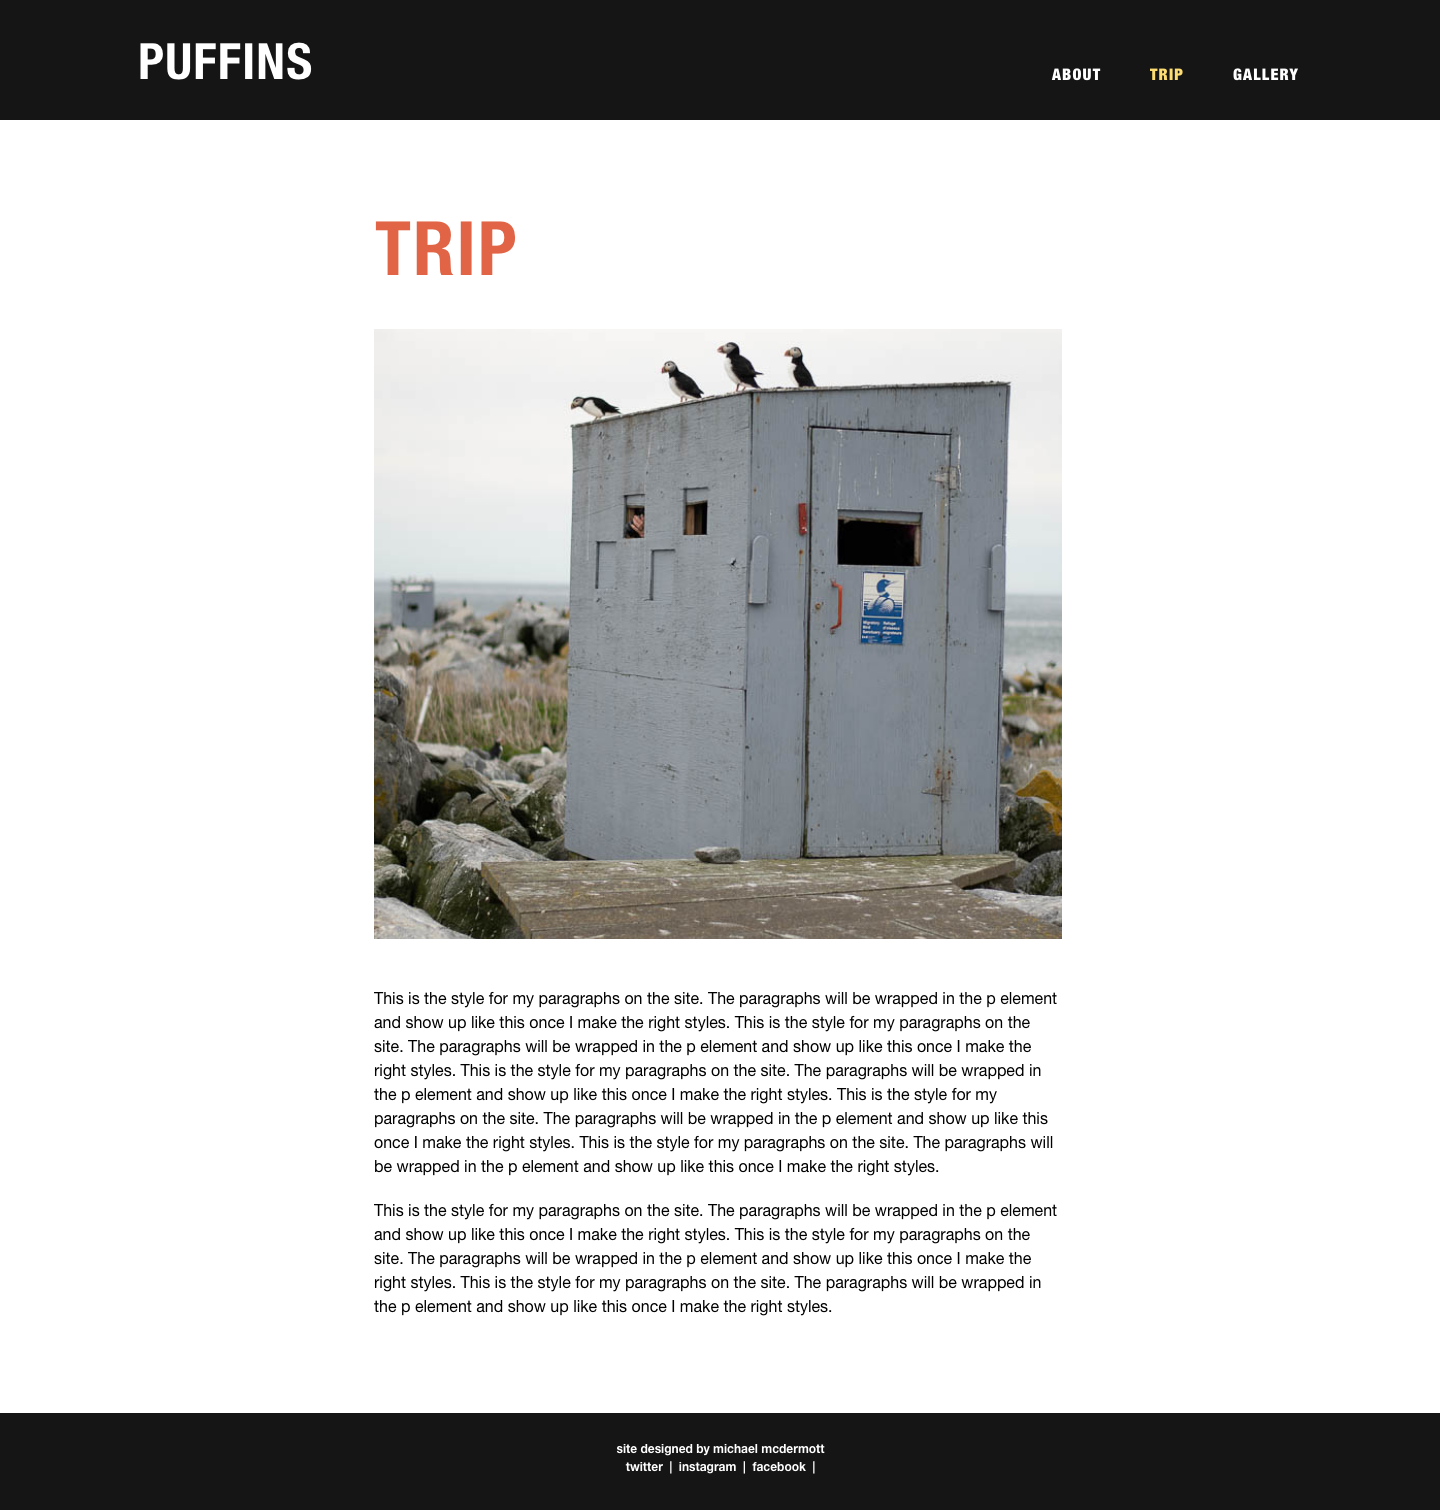 PUFFINS
ABOUT TRIP GALLERY
TRIP
Migratory Refuge
Bird d'oiseaux
Sanctuary migrateurs
This is the style for my paragraphs on the site. The paragraphs will be wrapped in the p element
and show up like this once I make the right styles. This is the style for my paragraphs on the
site. The paragraphs will be wrapped in the p element and show up like this once I make the
right styles. This is the style for my paragraphs on the site. The paragraphs will be wrapped in
the p element and show up like this once I make the right styles. This is the style for my
paragraphs on the site. The paragraphs will be wrapped in the p element and show up like this
once I make the right styles. This is the style for my paragraphs on the site. The paragraphs will
be wrapped in the p element and show up like this once I make the right styles.
This is the style for my paragraphs on the site. The paragraphs will be wrapped in the p element
and show up like this once I make the right styles. This is the style for my paragraphs on the
site. The paragraphs will be wrapped in the p element and show up like this once I make the
right styles. This is the style for my paragraphs on the site. The paragraphs will be wrapped in
the p element and show up like this once I make the right styles.
site designed by michael mcdermott
twitter | instagram | facebook |